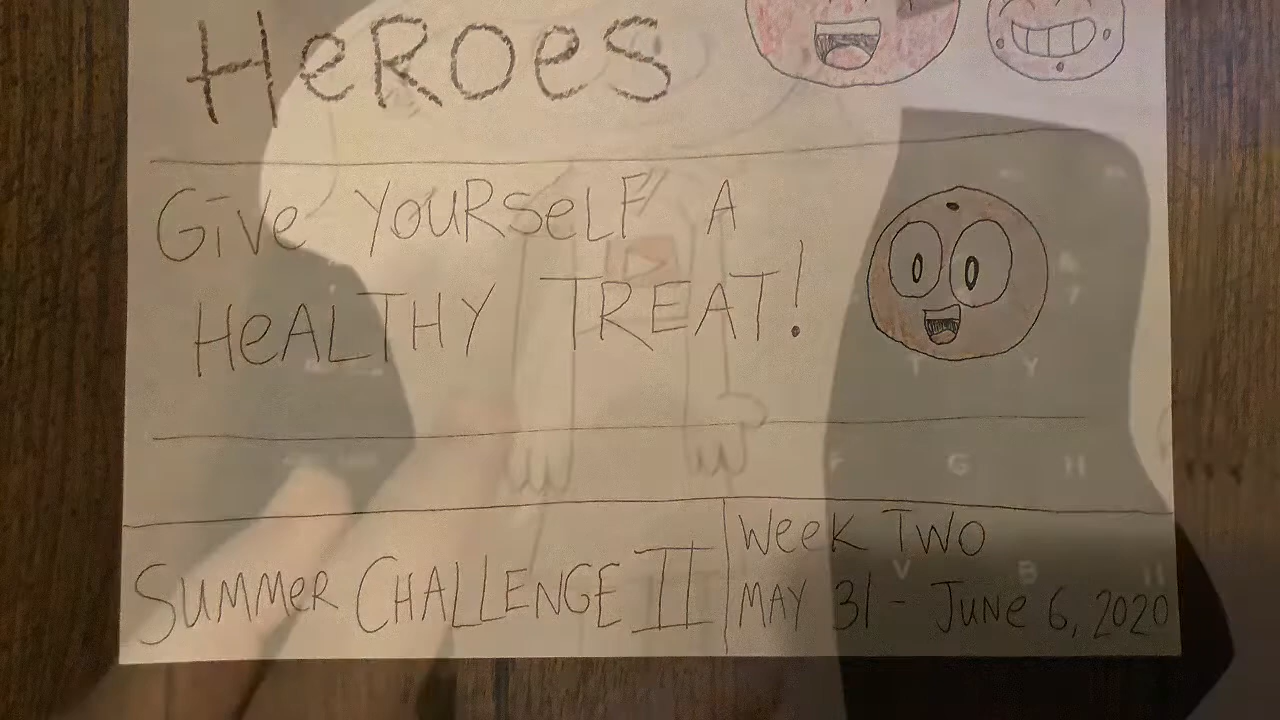 HeRoes
GiVe YouRSeLF A
HeALTHY TREAT!
SuMMeR CHALLENGE II
Week Two
MAY 31 - JuNe 6, 2020
T Y
F G H
V B